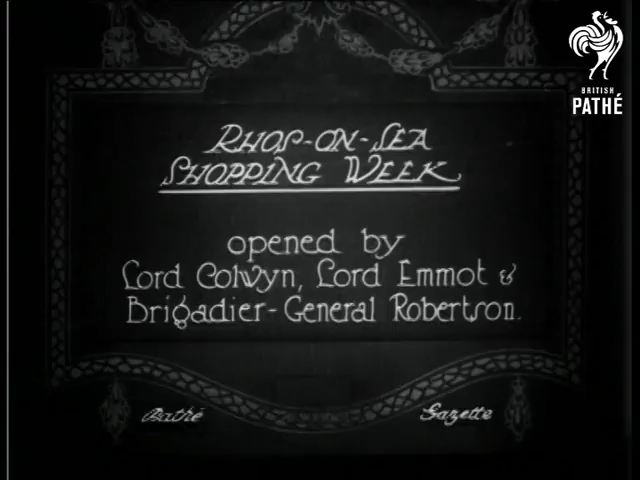 BRITISH
PATHÉ
RHOS-ON-SEA
SHOPPING WEEK
opened by
Lord Colwyn, Lord Emmot &
Brigadier-General Robertson.
Pathé Gazette